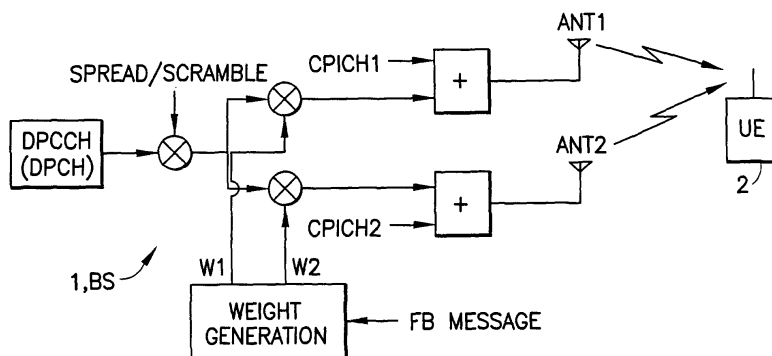 ANT1
SPREAD/SCRAMBLE
CPICH1
+
DPCCH
(DPCH)
UE
2
ANT2
+
CPICH2
1,BS
W1
W2
WEIGHT
GENERATION
FB MESSAGE